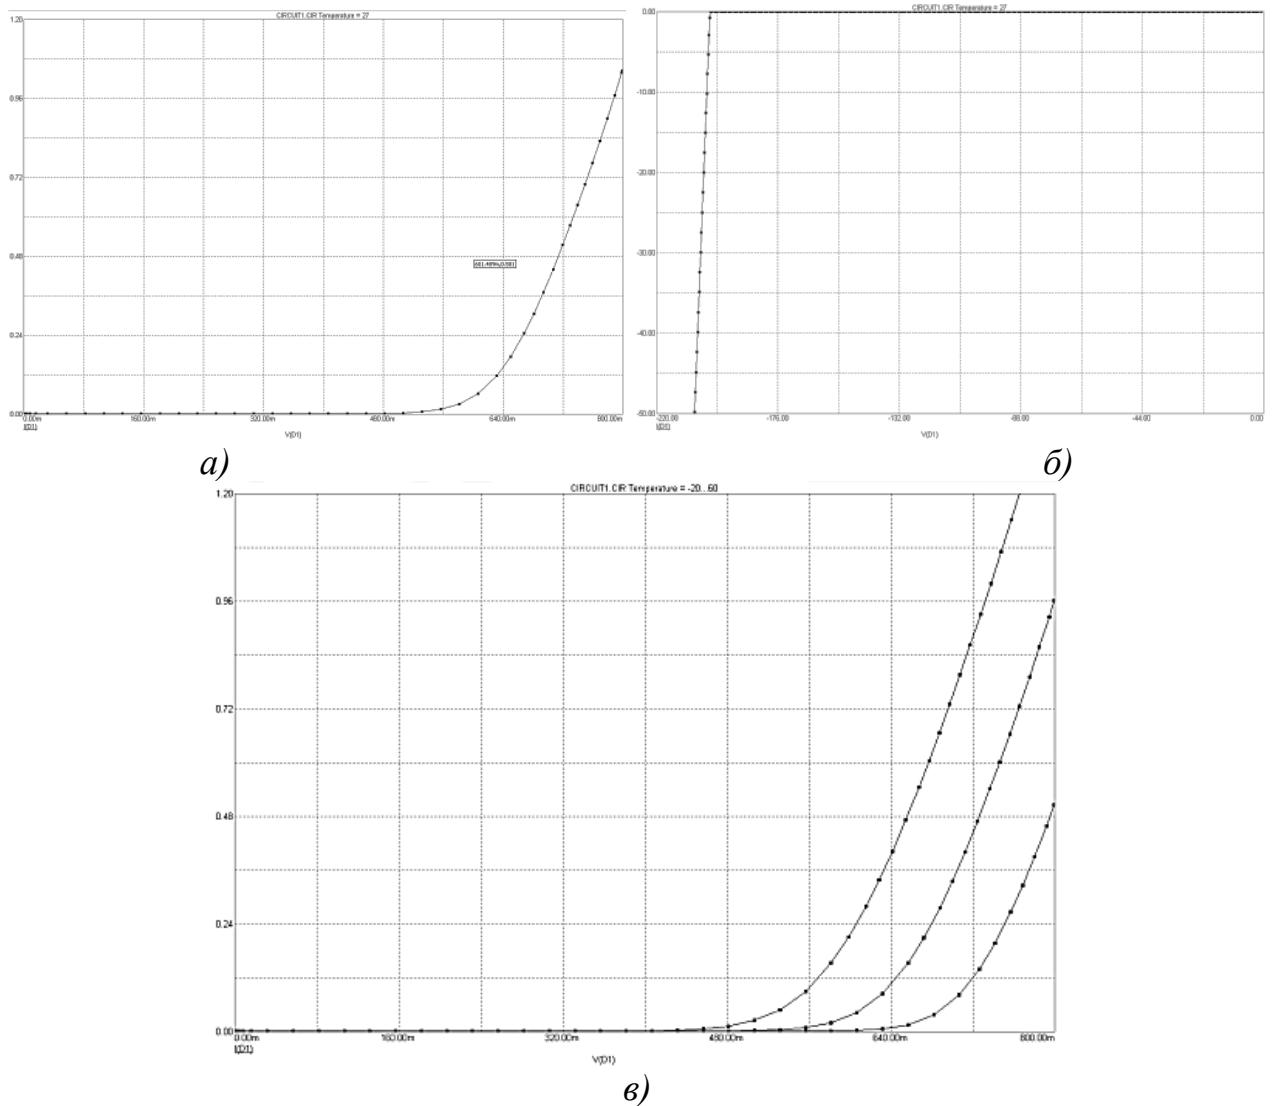 CIRCUIT1.CIR Temperature = 27
1.20
0.96
0.72
0.48
0.24
0.00
0.00m 160.00m 320.00m 480.00m 640.00m 800.00m
I(D1)
V(D1)
а)
CIRCUIT1.CIR Temperature = 27
0.00
-10.00
-20.00
-30.00
-40.00
-50.00
-220.00 -176.00 -132.00 -88.00 -44.00 0.00
I(D1)
V(D1)
б)
CIRCUIT1.CIR Temperature = -20...60
1.20
0.96
0.72
0.48
0.24
0.00
0.00m 160.00m 320.00m 480.00m 640.00m 800.00m
I(D1)
V(D1)
в)